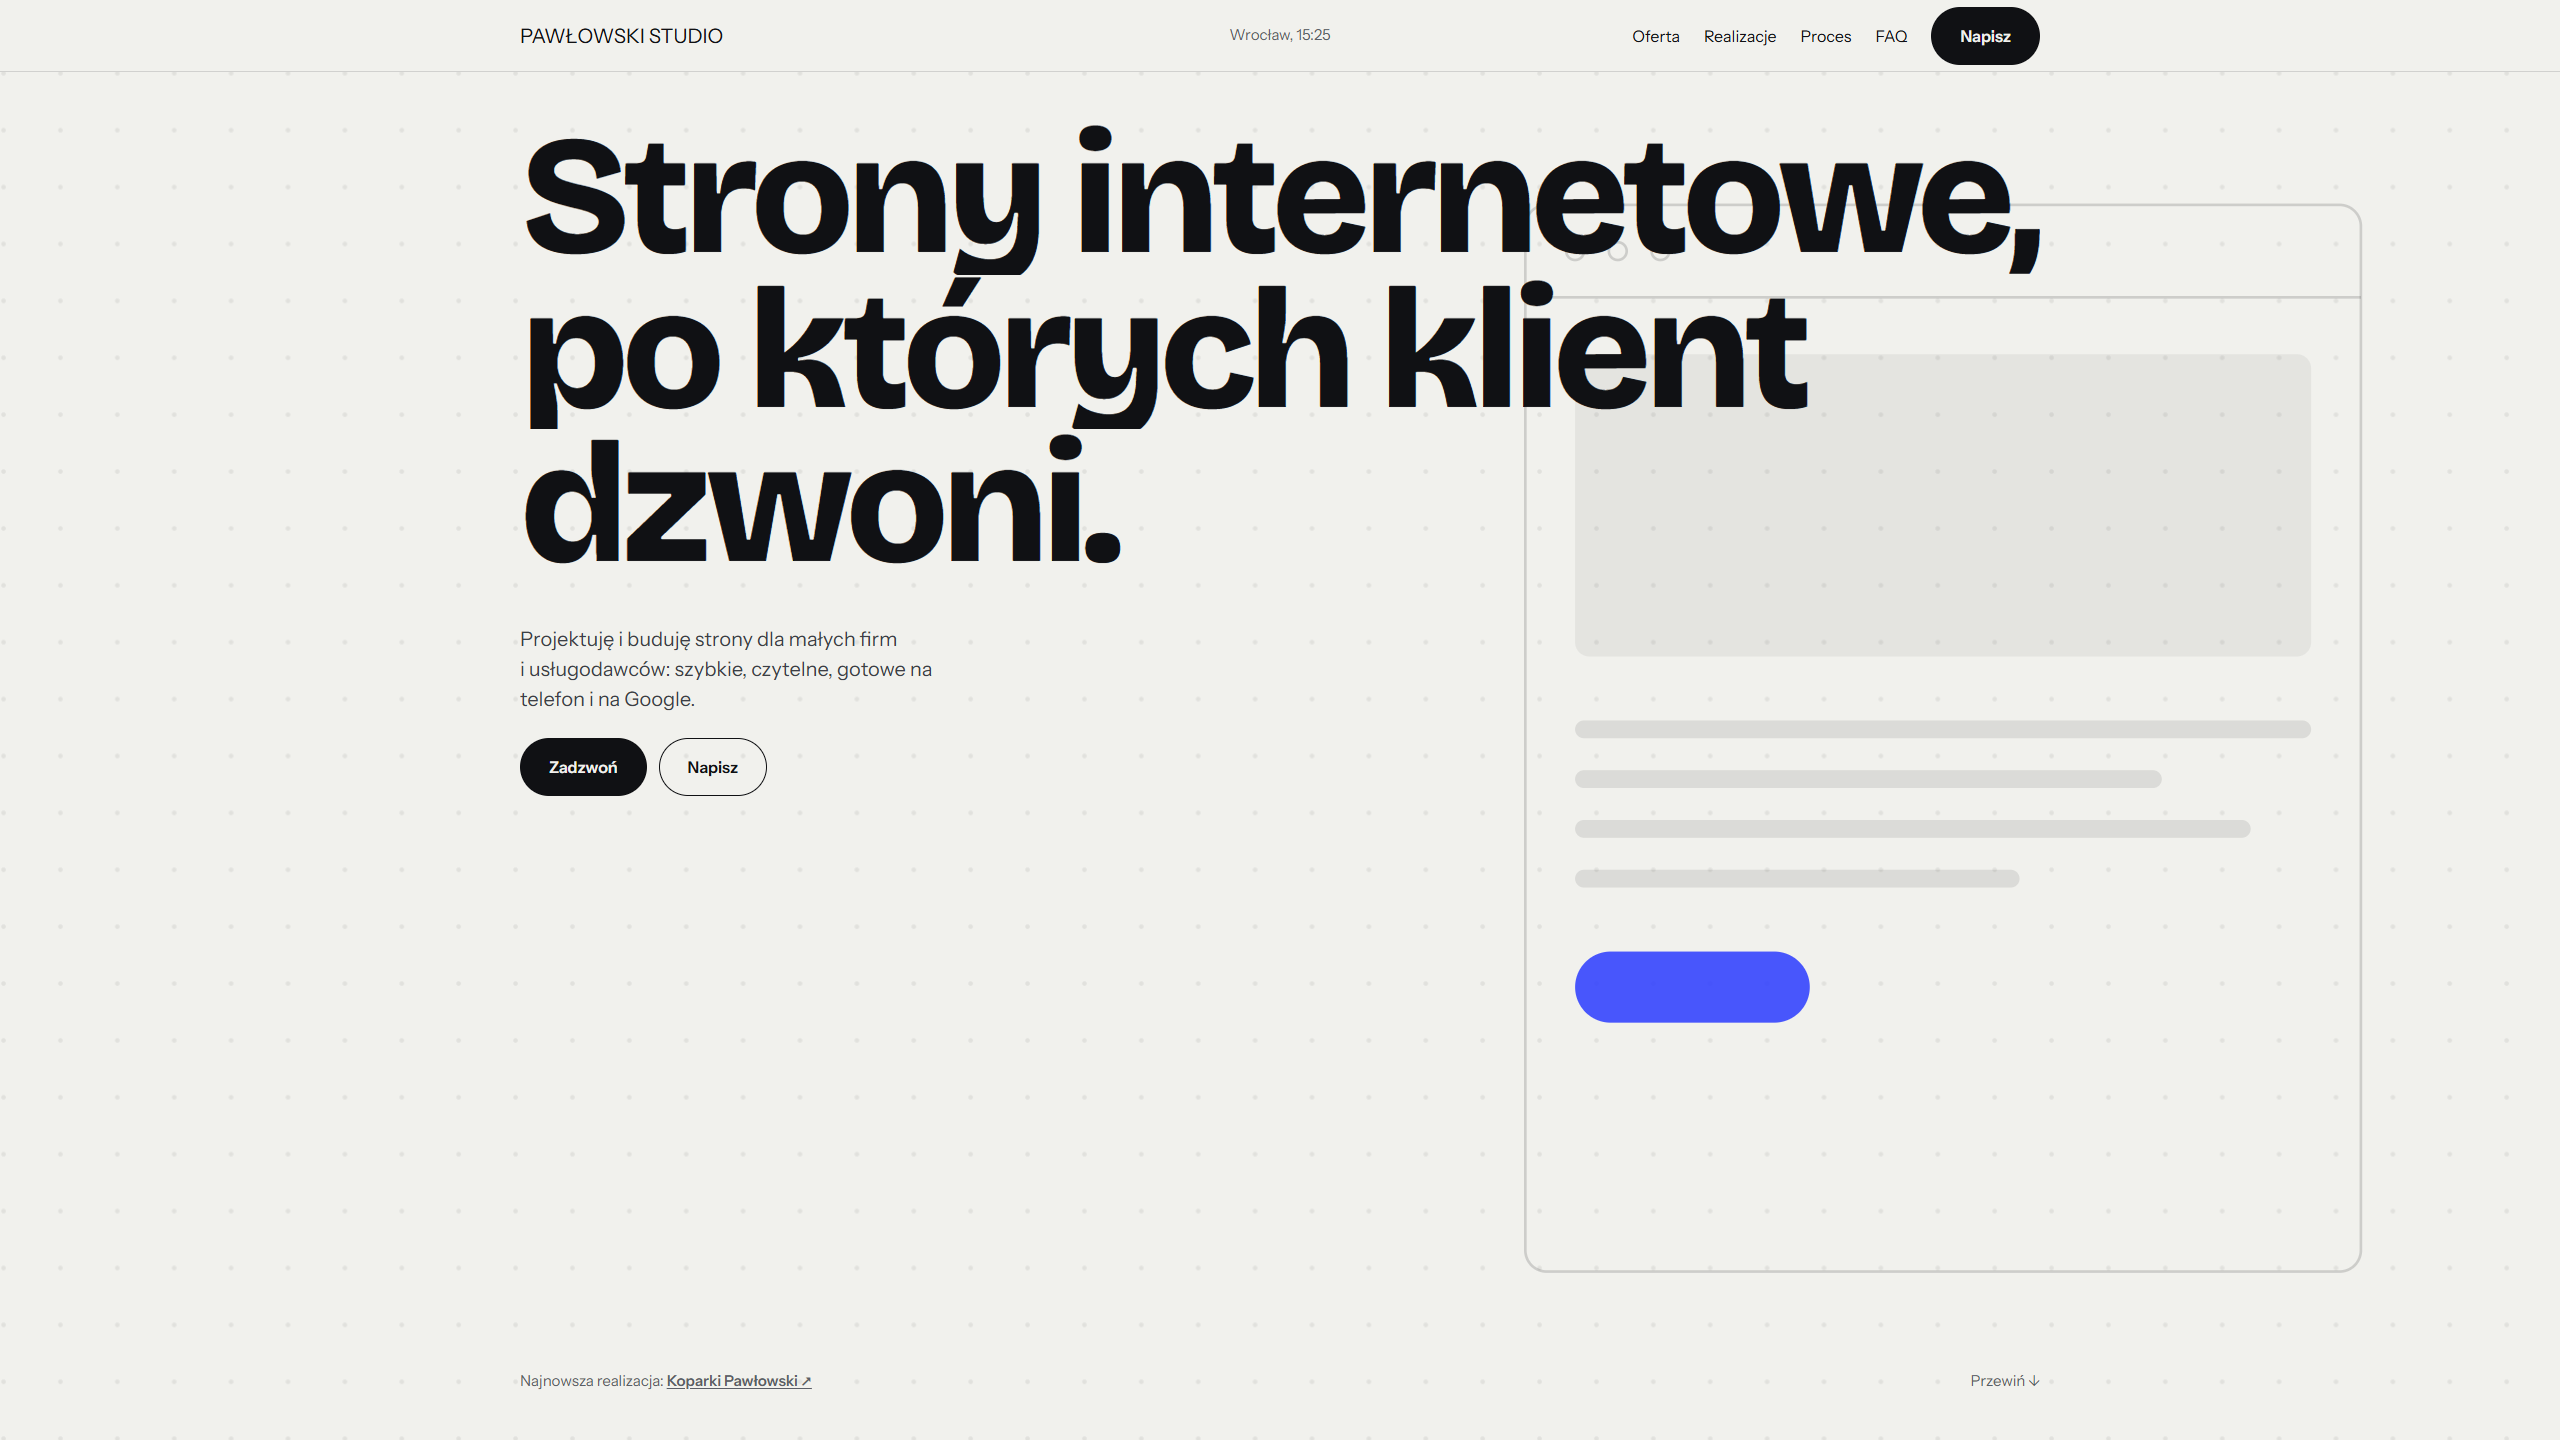 PAWŁOWSKI STUDIO
Wrocław, 15:25
Oferta
Realizacje
Proces
FAQ
Napisz
Strony internetowe,
po których klient
dzwoni.
Projektuję i buduję strony dla małych firm
i usługodawców: szybkie, czytelne, gotowe na
telefon i na Google.
Zadzwoń
Napisz
Najnowsza realizacja: Koparki Pawłowski ↗
Przewiń ↓